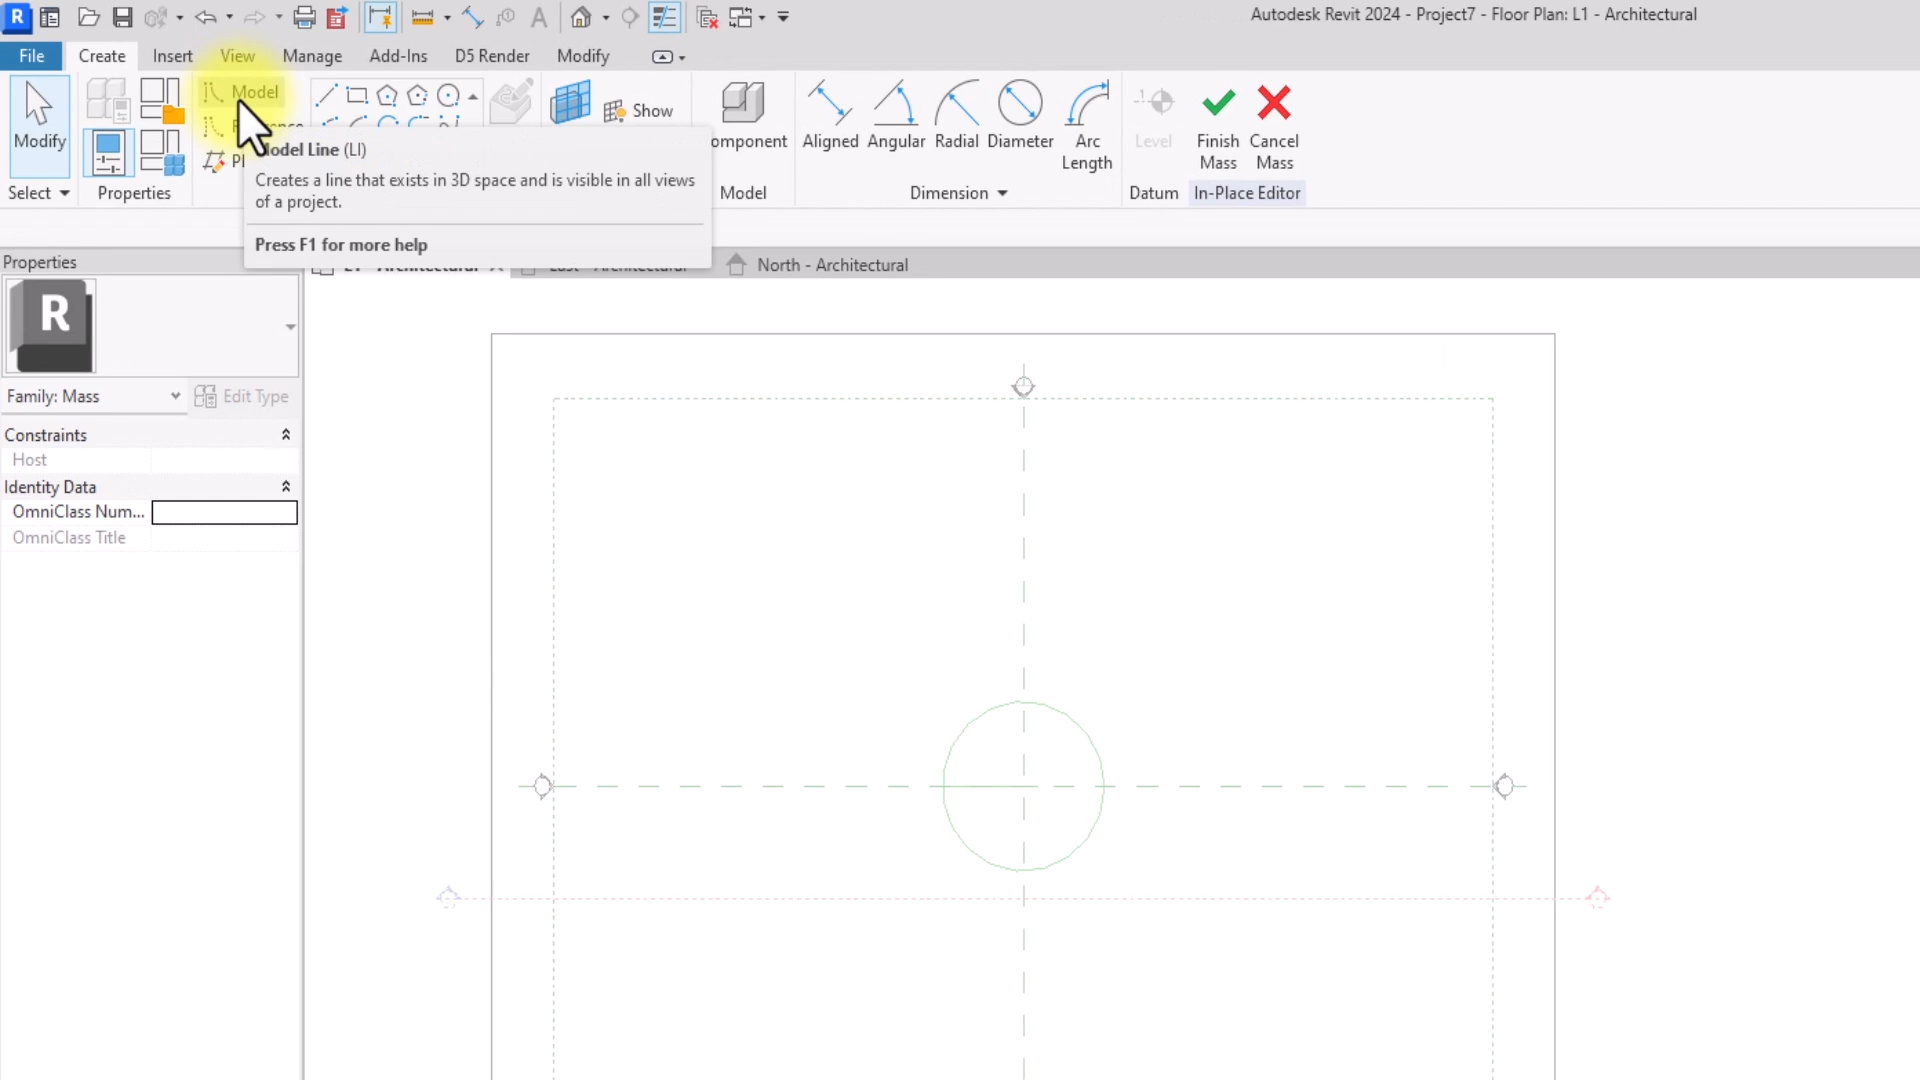 Autodesk Revit 2024 - Project7 - Floor Plan: L1 - Architectural
File Create Insert View Manage Add-Ins D5 Render Modify
Modify
Model
Show
Aligned Angular Radial Diameter Arc Length
Level
Finish Mass
Cancel Mass
Select Properties Model Dimension Datum In-Place Editor
Line (LI)
Creates a line that exists in 3D space and is visible in all views
of a project.
Press F1 for more help
North - Architectural
Properties
R
Family: Mass
Edit Type
Constraints
Host
Identity Data
OmniClass Num...
OmniClass Title